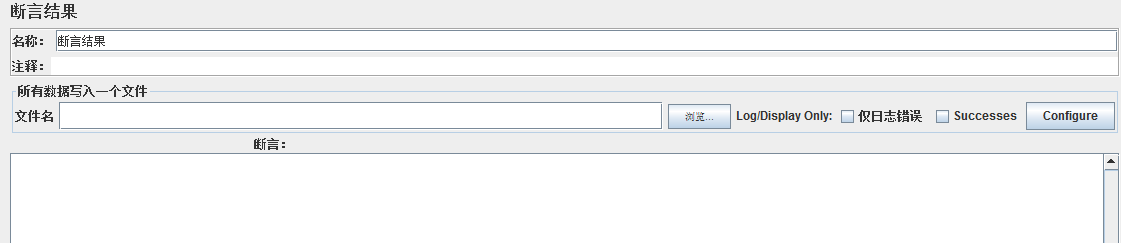 断言结果
名称： 断言结果
注释：
所有数据写入一个文件
文件名 浏览... Log/Display Only: 仅日志错误 Successes Configure
断言：